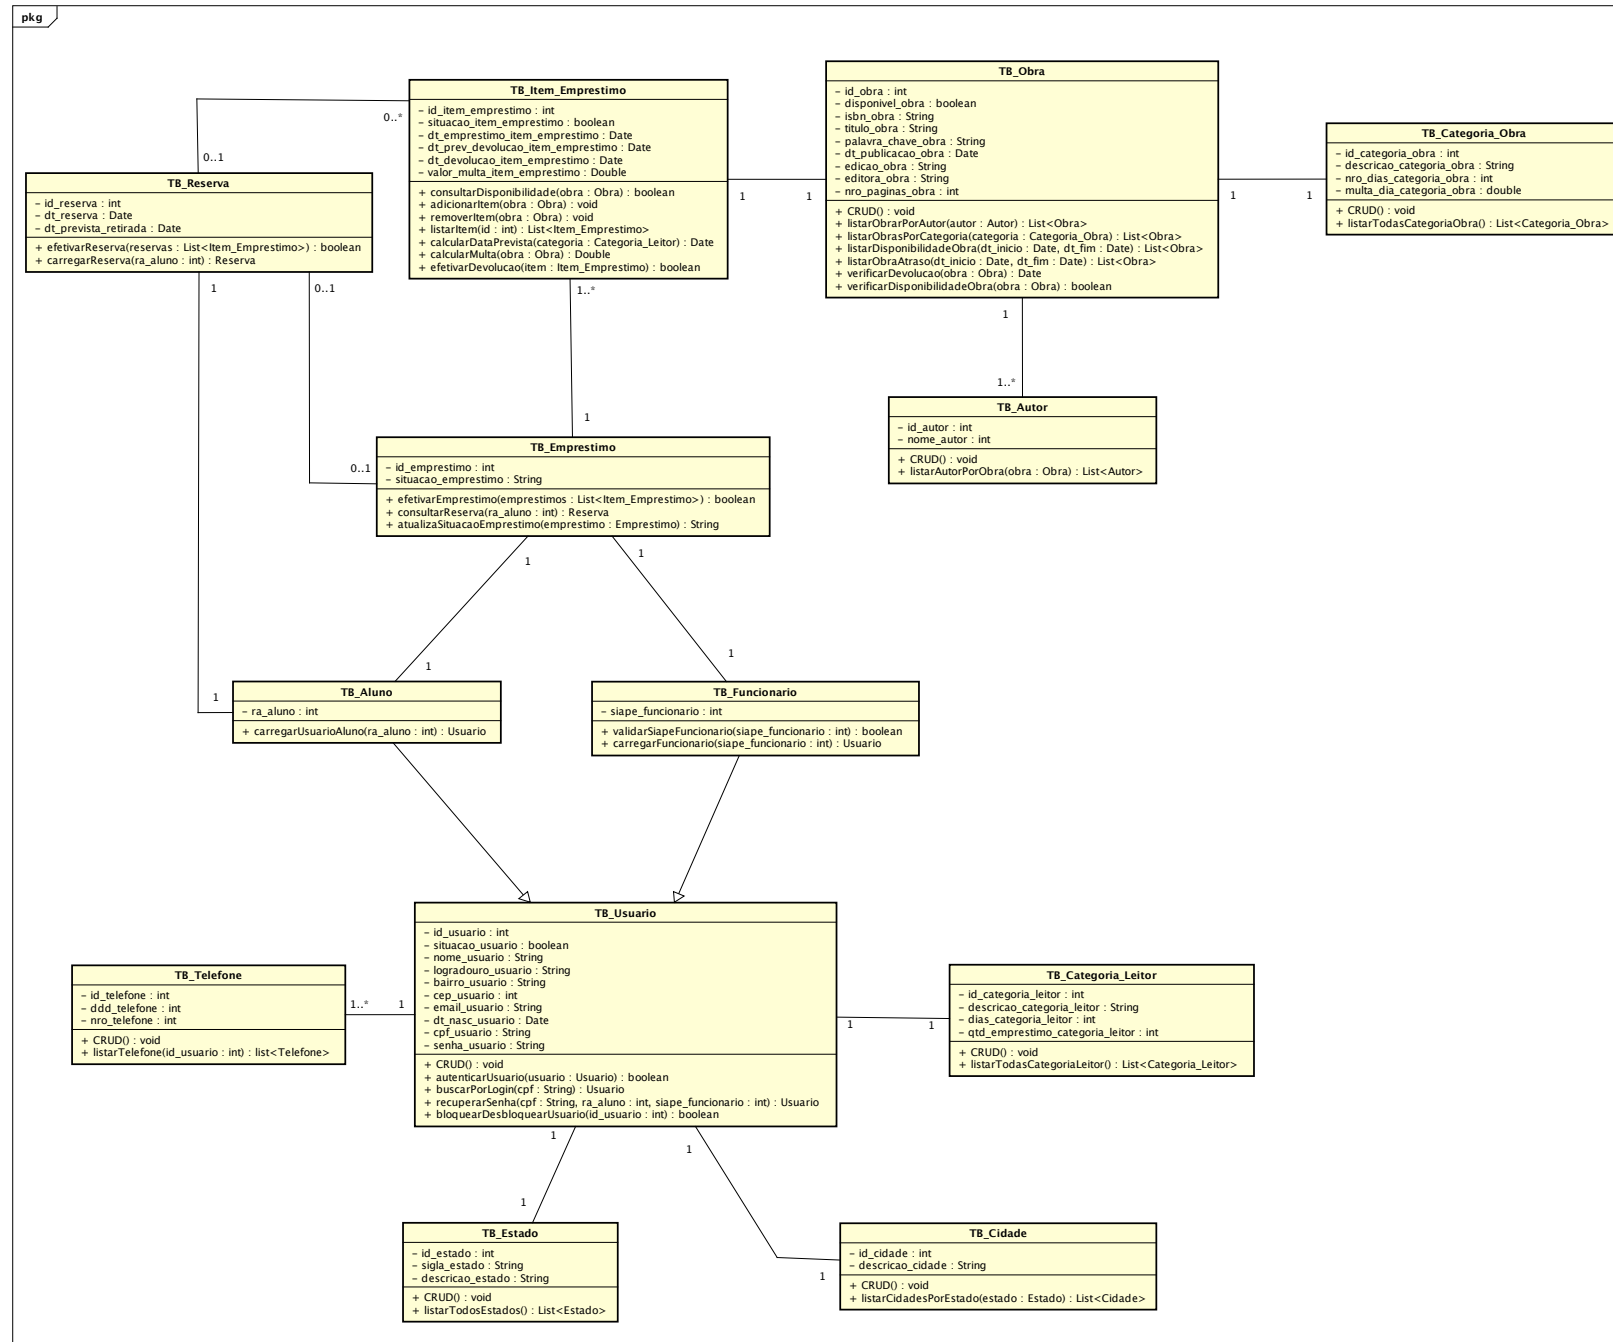 pkg
TB_Item_Emprestimo
- id_item_emprestimo : int
- situacao_item_emprestimo : boolean
- dt_emprestimo_item_emprestimo : Date
- dt_prev_devolucao_item_emprestimo : Date
- dt_devolucao_item_emprestimo : Date
- valor_multa_item_emprestimo : Double
+ consultarDisponibilidade(obra : Obra) : boolean
+ adicionarItem(obra : Obra) : void
+ removerItem(obra : Obra) : void
+ listarItem(id : int) : List<Item_Emprestimo>
+ calcularDataPrevista(categoria : Categoria_Leitor) : Date
+ calcularMulta(obra : Obra) : Double
+ efetivarDevolucao(item : Item_Emprestimo) : boolean
TB_Obra
- id_obra : int
- disponivel_obra : boolean
- isbn_obra : String
- titulo_obra : String
- palavra_chave_obra : String
- dt_publicacao_obra : Date
- edicao_obra : String
- editora_obra : String
- nro_paginas_obra : int
+ CRUD() : void
+ listarObrarPorAutor(autor : Autor) : List<Obra>
+ listarObrasPorCategoria(categoria : Categoria_Obra) : List<Obra>
+ listarDisponibilidadeObra(dt_inicio : Date, dt_fim : Date) : List<Obra>
+ listarObraAtraso(dt_inicio : Date, dt_fim : Date) : List<Obra>
+ verificarDevolucao(obra : Obra) : Date
+ verificarDisponibilidadeObra(obra : Obra) : boolean
TB_Categoria_Obra
- id_categoria_obra : int
- descricao_categoria_obra : String
- nro_dias_categoria_obra : int
- multa_dia_categoria_obra : double
+ CRUD() : void
+ listarTodasCategoriaObra() : List<Categoria_Obra>
0..*
0..1
1
1
1
1
TB_Reserva
- id_reserva : int
- dt_reserva : Date
- dt_prevista_retirada : Date
+ efetivarReserva(reservas : List<Item_Emprestimo>) : boolean
+ carregarReserva(ra_aluno : int) : Reserva
1
0..1
1..*
1
1..*
TB_Autor
- id_autor : int
- nome_autor : int
+ CRUD() : void
+ listarAutorPorObra(obra : Obra) : List<Autor>
1
0..1
TB_Emprestimo
- id_emprestimo : int
- situacao_emprestimo : String
+ efetivarEmprestimo(emprestimos : List<Item_Emprestimo>) : boolean
+ consultarReserva(ra_aluno : int) : Reserva
+ atualizaSituacaoEmprestimo(emprestimo : Emprestimo) : String
1
1
1
1
1
TB_Aluno
- ra_aluno : int
+ carregarUsuarioAluno(ra_aluno : int) : Usuario
TB_Funcionario
- siape_funcionario : int
+ validarSiapeFuncionario(siape_funcionario : int) : boolean
+ carregarFuncionario(siape_funcionario : int) : Usuario
TB_Usuario
- id_usuario : int
- situacao_usuario : boolean
- nome_usuario : String
- logradouro_usuario : String
- bairro_usuario : String
- cep_usuario : int
- email_usuario : String
- dt_nasc_usuario : Date
- cpf_usuario : String
- senha_usuario : String
+ CRUD() : void
+ autenticarUsuario(usuario : Usuario) : boolean
+ buscarPorLogin(cpf : String) : Usuario
+ recuperarSenha(cpf : String, ra_aluno : int, siape_funcionario : int) : Usuario
+ bloquearDesbloquearUsuario(id_usuario : int) : boolean
TB_Telefone
- id_telefone : int
- ddd_telefone : int
- nro_telefone : int
+ CRUD() : void
+ listarTelefone(id_usuario : int) : list<Telefone>
1..*
1
TB_Categoria_Leitor
- id_categoria_leitor : int
- descricao_categoria_leitor : String
- dias_categoria_leitor : int
- qtd_emprestimo_categoria_leitor : int
+ CRUD() : void
+ listarTodasCategoriaLeitor() : List<Categoria_Leitor>
1
1
1
1
1
1
TB_Estado
- id_estado : int
- sigla_estado : String
- descricao_estado : String
+ CRUD() : void
+ listarTodosEstados() : List<Estado>
TB_Cidade
- id_cidade : int
- descricao_cidade : String
+ CRUD() : void
+ listarCidadesPorEstado(estado : Estado) : List<Cidade>